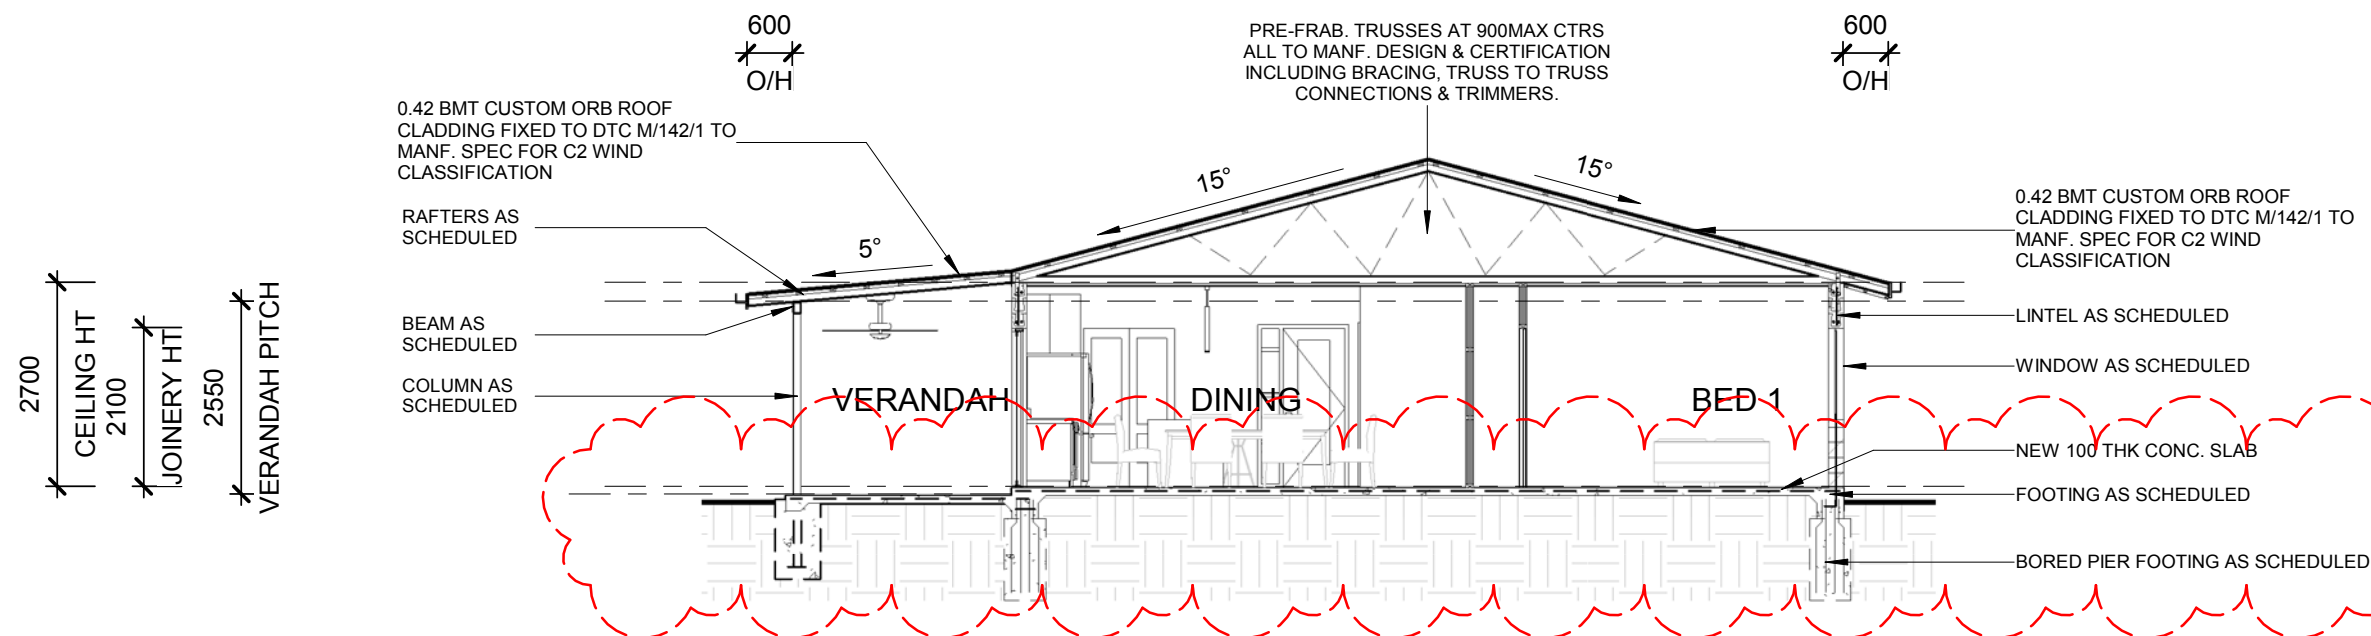 600
O/H
PRE-FRAB. TRUSSES AT 900MAX CTRS
ALL TO MANF. DESIGN & CERTIFICATION
INCLUDING BRACING, TRUSS TO TRUSS
CONNECTIONS & TRIMMERS.
600
O/H
0.42 BMT CUSTOM ORB ROOF
CLADDING FIXED TO DTC M/142/1 TO
MANF. SPEC FOR C2 WIND
CLASSIFICATION
RAFTERS AS
SCHEDULED
5°
15°
15°
0.42 BMT CUSTOM ORB ROOF
CLADDING FIXED TO DTC M/142/1 TO
MANF. SPEC FOR C2 WIND
CLASSIFICATION
2700
CEILING HT
2100
JOINERY HT
2550
VERANDAH PITCH
BEAM AS
SCHEDULED
COLUMN AS
SCHEDULED
VERANDAH
DINING
BED 1
LINTEL AS SCHEDULED
WINDOW AS SCHEDULED
NEW 100 THK CONC. SLAB
FOOTING AS SCHEDULED
BORED PIER FOOTING AS SCHEDULED